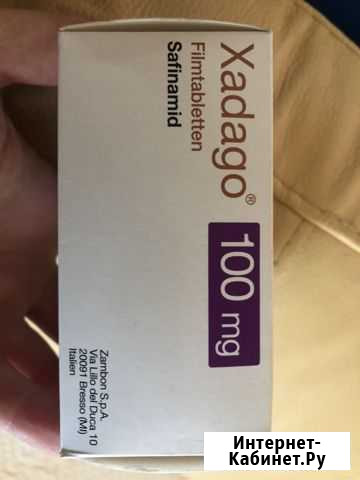 Xadago®
Filmtabletten
Safinamid
100 mg
Zambon S.p.A.
Via Lillo del Duca 10
20091 Bresso (MI)
Italien
Интернет-
Кабинет.Ру